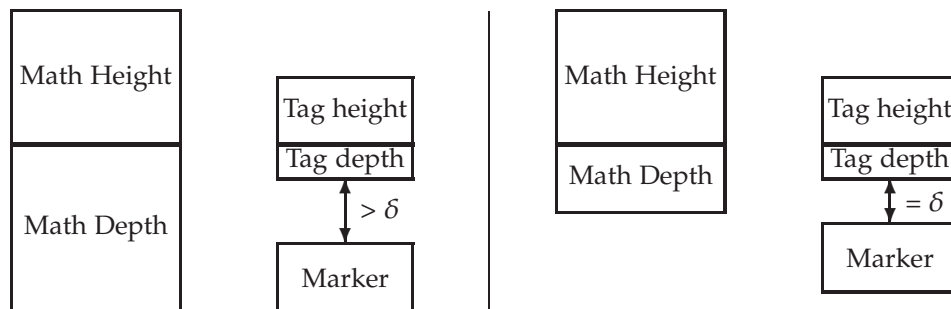 Math Height
Tag height
Tag depth
> δ
Math Depth
Marker
Math Height
Tag height
Tag depth
Math Depth
= δ
Marker